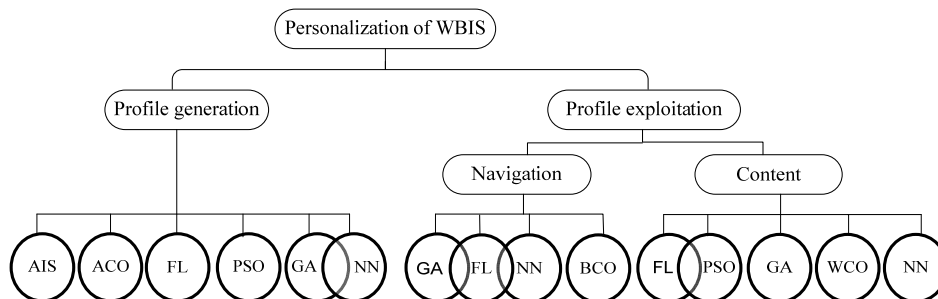 Personalization of WBIS
Profile generation
Profile exploitation
Navigation
Content
AIS
ACO
FL
PSO
GA
NN
GA
FL
NN
BCO
FL
PSO
GA
WCO
NN